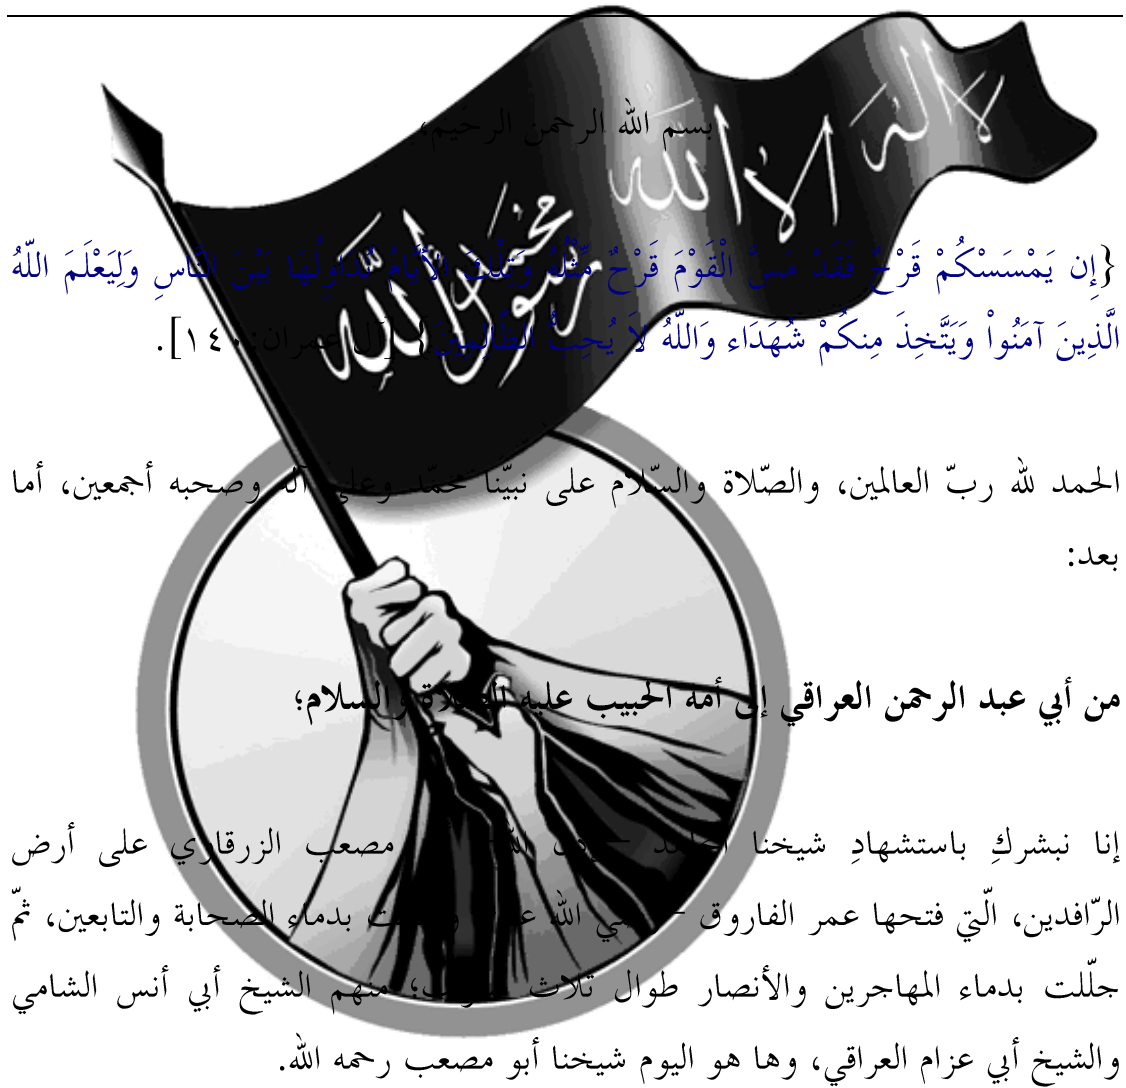 لا إله إلا الله
محمد رسول الله
بسم الله الرحمن الرحيم،
{إِن يَمْسَسْكُمْ قَرْحٌ فَقَدْ مَسَّ الْقَوْمَ قَرْحٌ مِّثْلُهُ وَتِلْكَ الأَيَّامُ نُدَاوِلُهَا بَيْنَ النَّاسِ وَلِيَعْلَمَ اللّهُ
الَّذِينَ آمَنُواْ وَيَتَّخِذَ مِنكُمْ شُهَدَاء وَاللّهُ لاَ يُحِبُّ الظَّالِمِينَ} [آل عمران: ١٤٠].
الحمد لله ربّ العالمين، والصّلاة والسّلام على نبيّنا محمّد وعلى آله وصحبه أجمعين، أما
بعد:
من أبي عبد الرحمن العراقي إلى أمة الحبيب عليه الصلاة والسلام؛
إنا نبشركِ باستشهادِ شيخنا الله مصعب الزرقاري على أرض
الرّافدين، الّتي فتحها عمر الفاروق – الله بدماء الصحابة والتابعين، ثمّ
جلّلت بدماء المهاجرين والأنصار طوال ثلاث منهم الشيخ أبي أنس الشامي
والشيخ أبي عزام العراقي، وها هو اليوم شيخنا أبو مصعب رحمه الله.